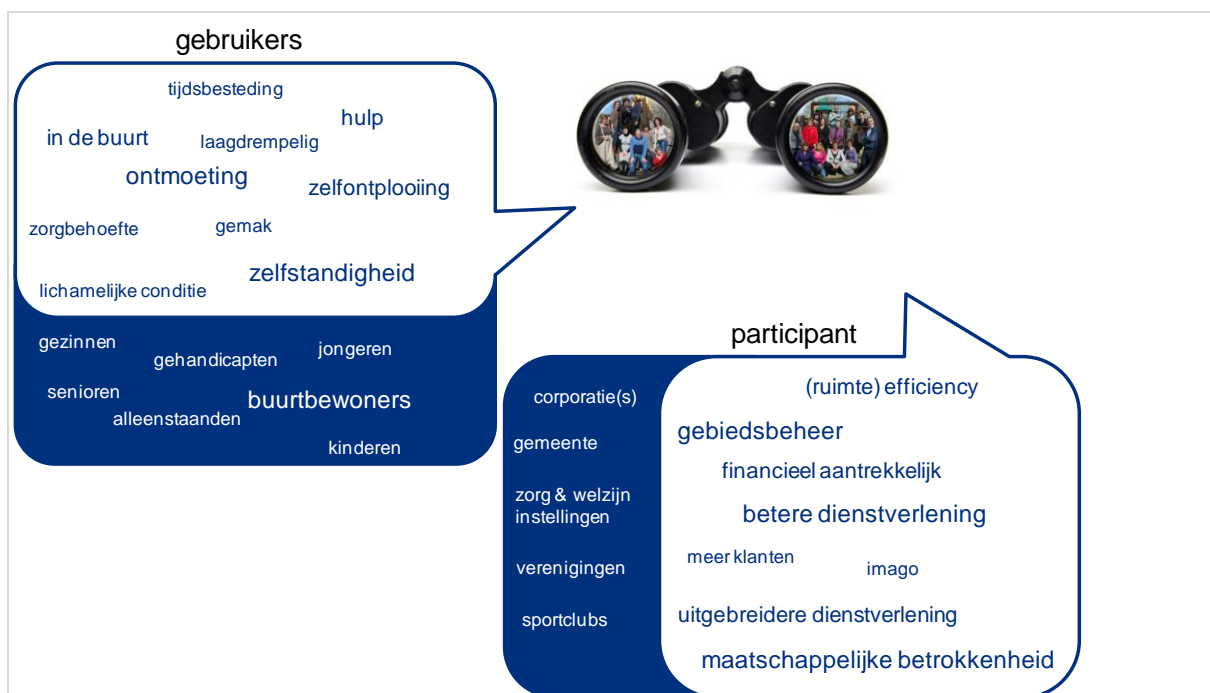 gebruikers
tijdsbesteding
hulp
in de buurt
laagdrempelig
ontmoeting
zelfontplooiing
zorgbehoefte
gemak
zelfstandigheid
lichamelijke conditie
gezinnen
jongeren
gehandicapten
senioren
buurtbewoners
alleenstaanden
kinderen
participant
corporatie(s)
gemeente
zorg & welzijn
instellingen
verenigingen
sportclubs
(ruimte) efficiency
gebiedsbeheer
financieel aantrekkelijk
betere dienstverlening
meer klanten
imago
uitgebreidere dienstverlening
maatschappelijke betrokkenheid